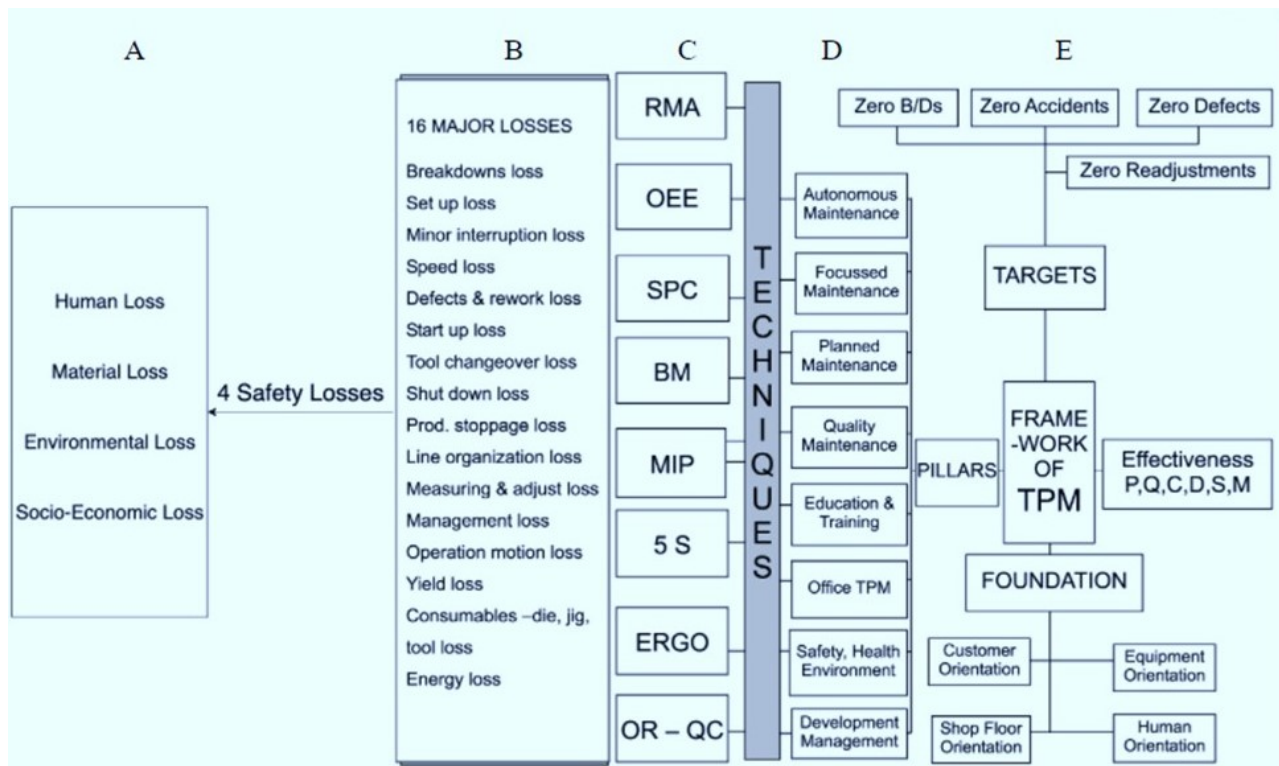 A
B
C
D
E
Human Loss
Material Loss
Environmental Loss
Socio-Economic Loss
4 Safety Losses
16 MAJOR LOSSES
Breakdowns loss
Set up loss
Minor interruption loss
Speed loss
Defects & rework loss
Start up loss
Tool changeover loss
Shut down loss
Prod. stoppage loss
Line organization loss
Measuring & adjust loss
Management loss
Operation motion loss
Yield loss
Consumables –die, jig,
tool loss
Energy loss
RMA
OEE
SPC
BM
MIP
5 S
ERGO
OR – QC
TECHNIQUES
Autonomous
Maintenance
Focussed
Maintenance
Planned
Maintenance
Quality
Maintenance
Education &
Training
Office TPM
Safety, Health
Environment
Development
Management
Zero B/Ds
Zero Accidents
Zero Defects
Zero Readjustments
TARGETS
PILLARS
FRAME
-WORK
OF
TPM
Effectiveness
P,Q,C,D,S,M
FOUNDATION
Customer
Orientation
Equipment
Orientation
Shop Floor
Orientation
Human
Orientation